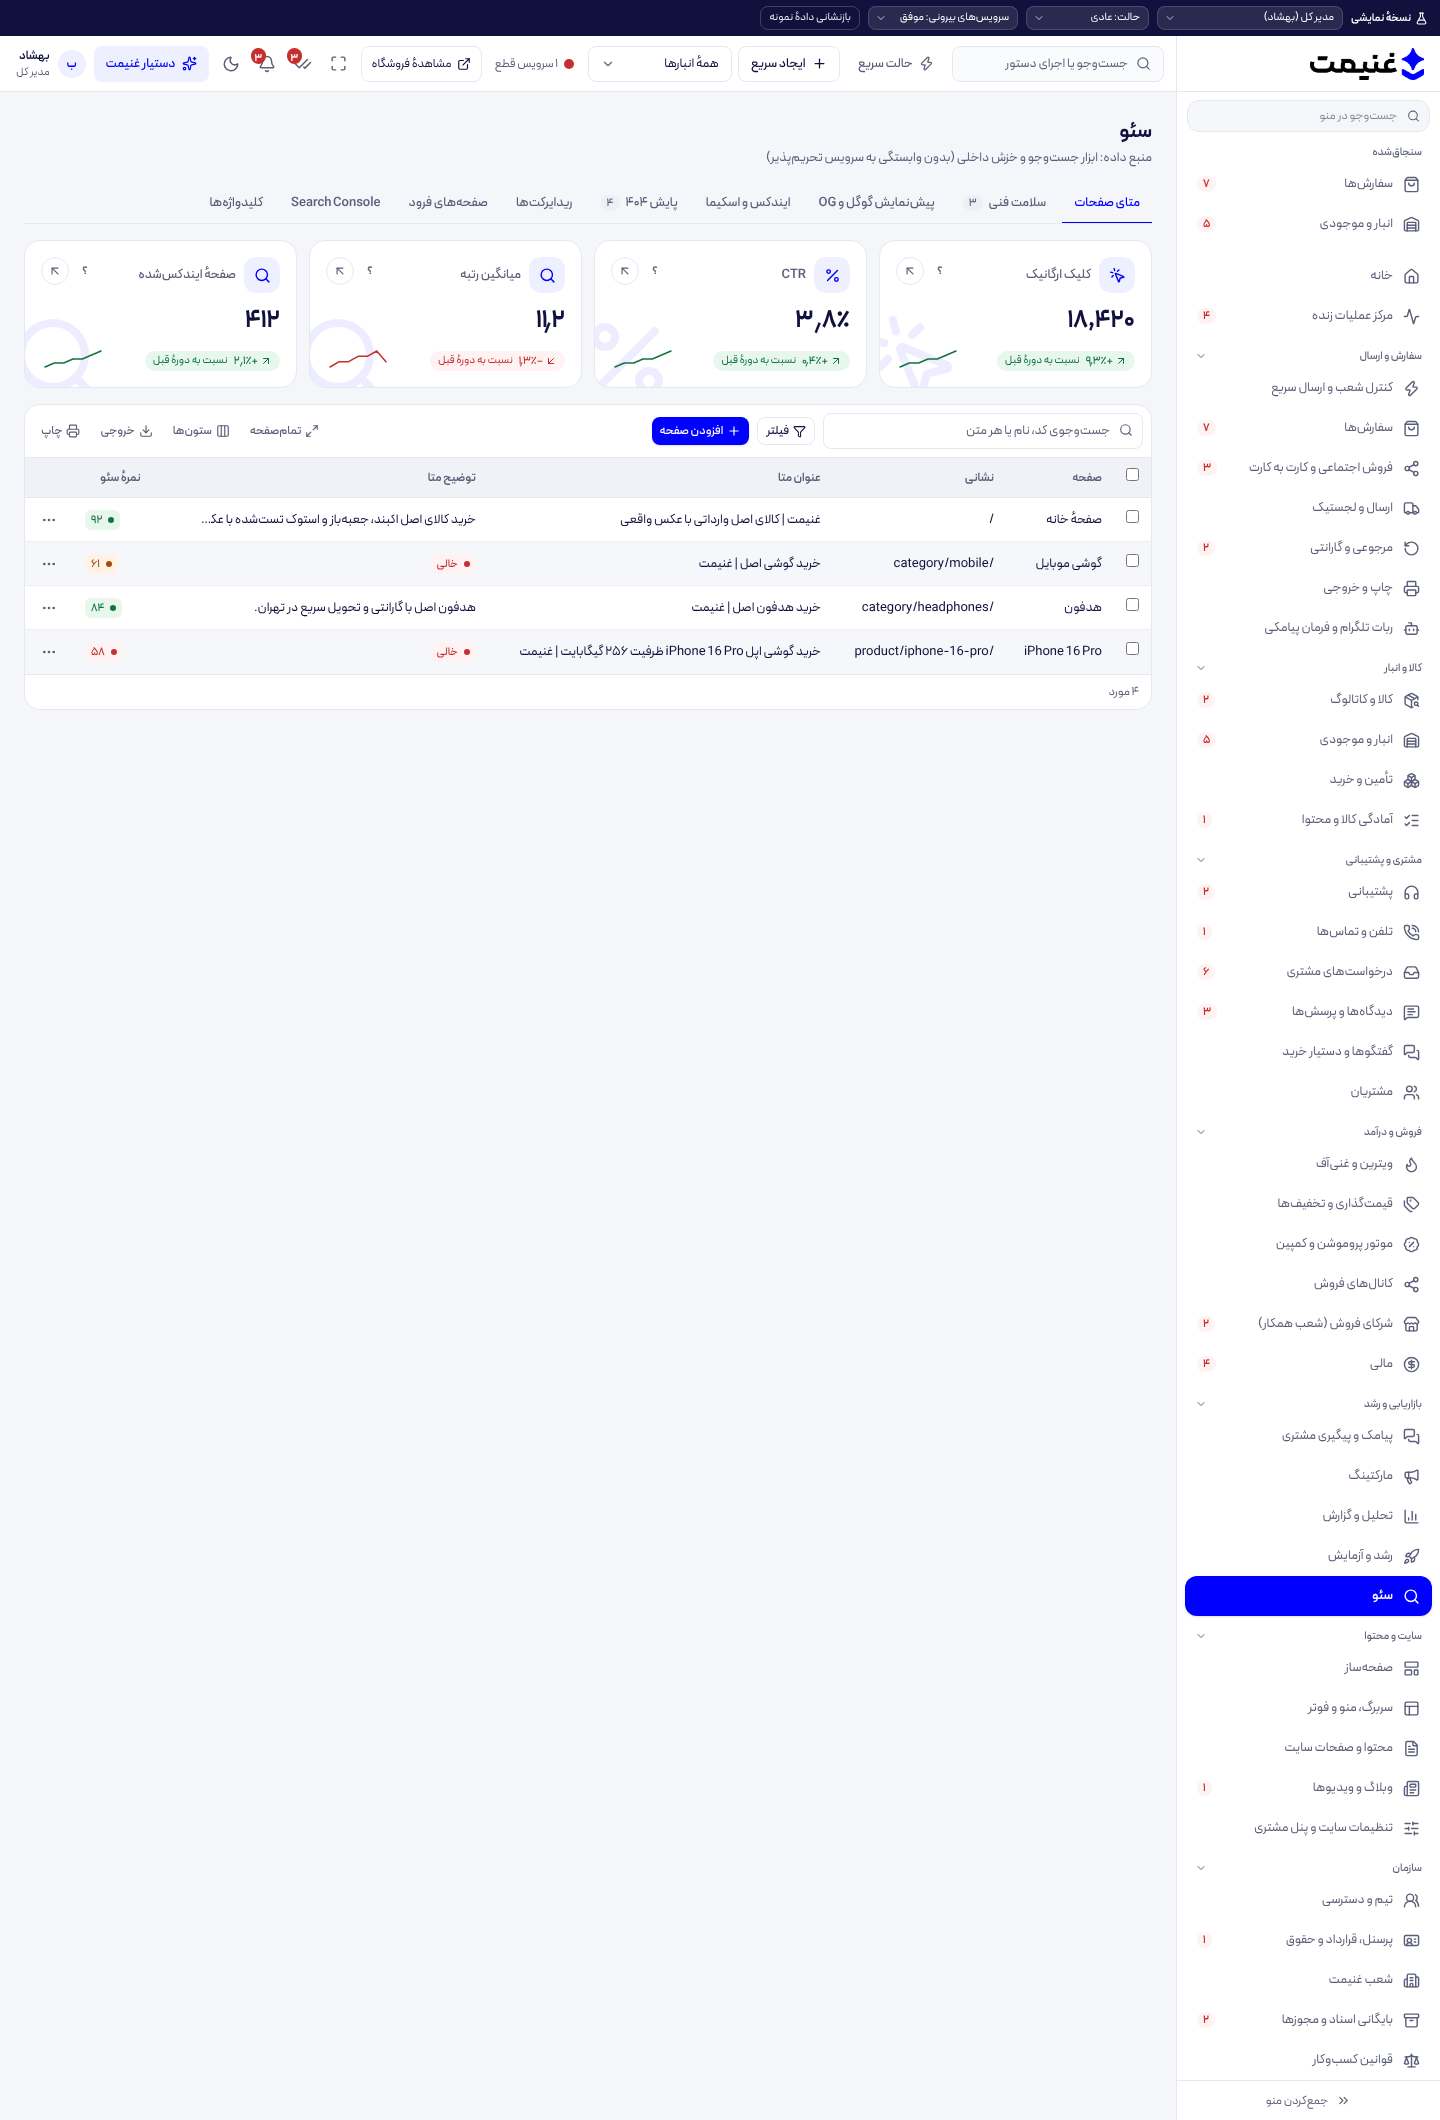 نسخهٔ نمایشی
مدیر کل (بهشاد)
حالت: عادی
سرویس‌های بیرونی: موفق
بازنشانی دادهٔ نمونه
غنیمت
جست‌وجو یا اجرای دستور
حالت سریع
ایجاد سریع
همهٔ انبارها
۱ سرویس قطع
مشاهدهٔ فروشگاه
۳
۳
دستیار غنیمت
ب
بهشاد
مدیر کل
جست‌وجو در منو
سنجاق‌شده
سفارش‌ها ۷
انبار و موجودی ۵
خانه
مرکز عملیات زنده ۴
سفارش و ارسال
کنترل شعب و ارسال سریع
سفارش‌ها ۷
فروش اجتماعی و کارت به کارت ۳
ارسال و لجستیک
مرجوعی و گارانتی ۲
چاپ و خروجی
ربات تلگرام و فرمان پیامکی
کالا و انبار
کالا و کاتالوگ ۲
انبار و موجودی ۵
تأمین و خرید
آمادگی کالا و محتوا ۱
مشتری و پشتیبانی
پشتیبانی ۲
تلفن و تماس‌ها ۱
درخواست‌های مشتری ۶
دیدگاه‌ها و پرسش‌ها ۳
گفتگوها و دستیار خرید
مشتریان
فروش و درآمد
ویترین و غنی‌آف
قیمت‌گذاری و تخفیف‌ها
موتور پروموشن و کمپین
کانال‌های فروش
شرکای فروش (شعب همکار) ۲
مالی ۴
بازاریابی و رشد
پیامک و پیگیری مشتری
مارکتینگ
تحلیل و گزارش
رشد و آزمایش
سئو
سایت و محتوا
صفحه‌ساز
سربرگ، منو و فوتر
محتوا و صفحات سایت
وبلاگ و ویدیوها ۱
تنظیمات سایت و پنل مشتری
سازمان
تیم و دسترسی
پرسنل، قرارداد و حقوق ۱
شعب غنیمت
بایگانی اسناد و مجوزها ۲
قوانین کسب‌وکار
جمع‌کردن منو
سئو
منبع داده: ابزار جست‌وجو و خزش داخلی (بدون وابستگی به سرویس تحریم‌پذیر)
متای صفحات
سلامت فنی ۳
پیش‌نمایش گوگل و OG
ایندکس و اسکیما
پایش ۴۰۴ ۴
ریدایرکت‌ها
صفحه‌های فرود
Search Console
کلیدواژه‌ها
کلیک ارگانیک ؟
۱۸,۴۲۰
+۹٫۳٪ نسبت به دورهٔ قبل
CTR ؟
۳٫۸٪
+۰٫۴٪ نسبت به دورهٔ قبل
میانگین رتبه ؟
۱۱٫۲
−۱٫۳٪ نسبت به دورهٔ قبل
صفحهٔ ایندکس‌شده ؟
۴۱۲
+۲٫۱٪ نسبت به دورهٔ قبل
جست‌وجوی کد، نام یا هر متن
فیلتر
افزودن صفحه
تمام‌صفحه
ستون‌ها
خروجی
چاپ
صفحه نشانی عنوان متا توضیح متا نمرهٔ سئو
صفحهٔ خانه / غنیمت | کالای اصل وارداتی با عکس واقعی خرید کالای اصل آکبند، جعبه‌باز و استوک تست‌شده با عک... ۹۲
گوشی موبایل /category/mobile خرید گوشی اصل | غنیمت خالی ۶۱
هدفون /category/headphones خرید هدفون اصل | غنیمت هدفون اصل با گارانتی و تحویل سریع در تهران. ۸۴
iPhone 16 Pro /product/iphone-16-pro خرید گوشی اپل iPhone 16 Pro ظرفیت ۲۵۶ گیگابایت | غنیمت خالی ۵۸
۴ مورد